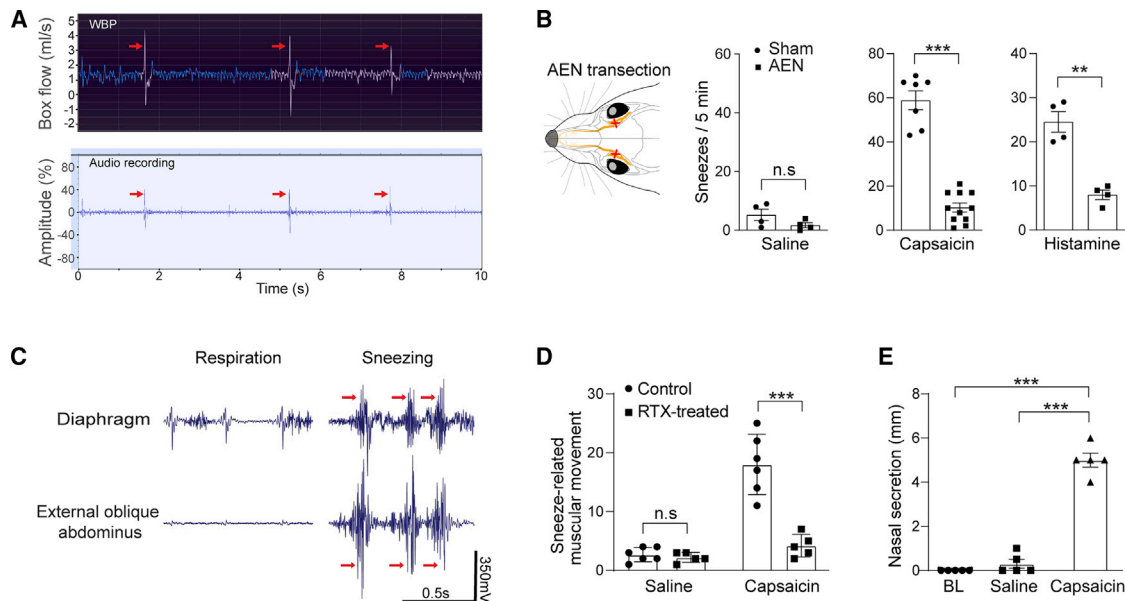 A
WBP
Box flow (ml/s)
5
4
3
2
1
0
-1
-2
Audio recording
Amplitude (%)
80
40
0
-40
-80
0 2 4 6 8 10
Time (s)
B
AEN transection
Sham
AEN
Sneezes / 5 min
60
40
20
0
n.s
Saline
80
60
40
20
0
***
Capsaicin
40
30
20
10
0
**
Histamine
C
Respiration Sneezing
Diaphragm
External oblique
abdominus
350mV
0.5s
D
Control
RTX-treated
Sneeze-related
muscular movement
30
20
10
0
n.s
***
Saline Capsaicin
E
Nasal secretion (mm)
8
6
4
2
0
***
***
BL Saline Capsaicin